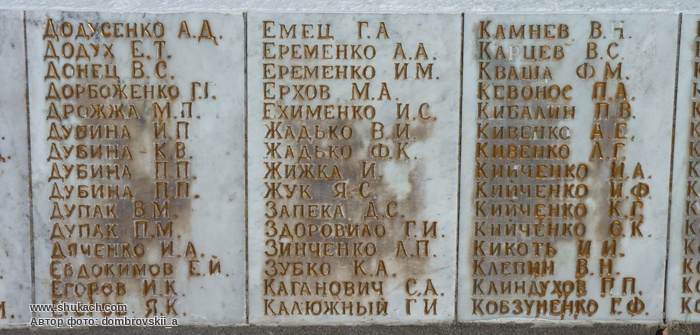 Додусенко А.Д.
Додух Е.Т.
Донец В.С.
Дорбоженко Г.І.
Дрожжа М.П.
Дубина И.П
Дубина К.В.
Дубина П.П
Дубина П.П.
Дупак В.М.
Дупак П.М.
Дяченко И.А.
Евдокимов Е.И.
Егоров И.К
Я.К
Емец Г.А
Еременко А.А.
Еременко И.М.
Ерхов М.А.
Ехименко И.С.
Жадько В.И.
Жадько Ф.К.
Жижка И.
Жук Я.С.
Запека Д.С.
Здоровило Г.И.
Зинченко А.П.
Зубко К.А.
Каганович С.А.
Калюжный Г.И
Камнев В.Н.
Карцев В.С
Кваша Ф.М.
Кевонос П.А.
Кибалин П.В.
Кивенко А.Е.
Кивенко А.Г.
Кийченко И.А.
Кийченко И.Ф
Кийченко К.Г.
Кийченко С.К.
Кикоть И.И.
Клепин В.Н.
Клиндухов П.П.
Кобзуненко Г.Ф.
www.shukach.com
Автор фото: dombrovskii_a